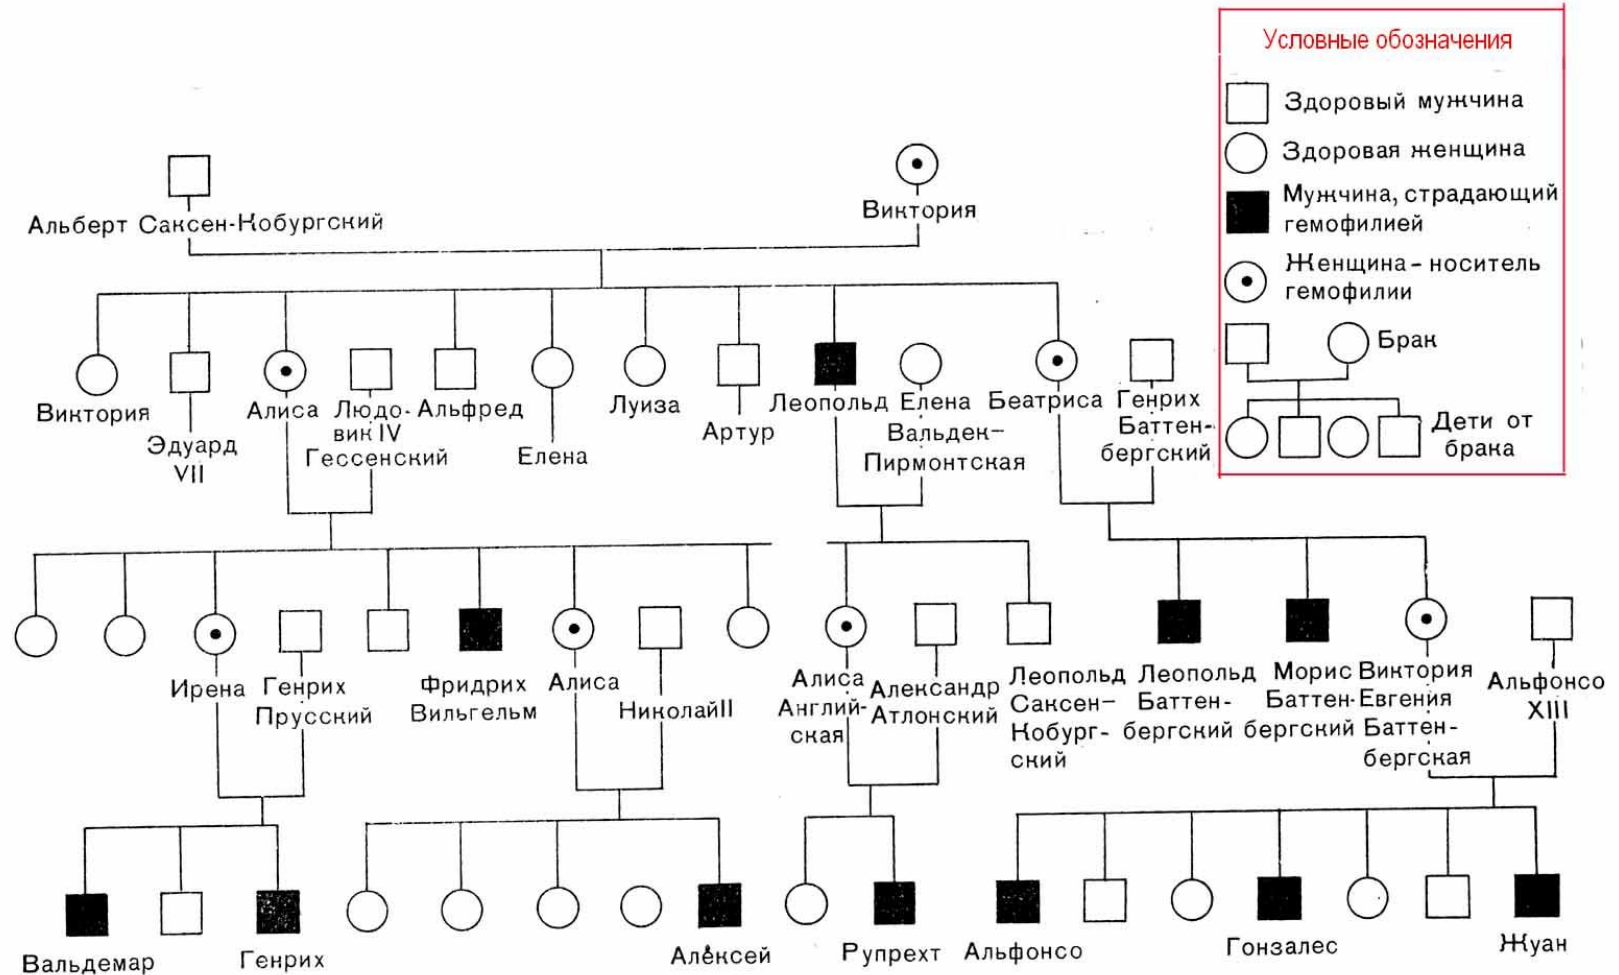 Условные обозначения
Здоровый мужчина
Здоровая женщина
Мужчина, страдающий
гемофилией
Женщина-носитель
гемофилии
Брак
Дети от
брака
Альберт Саксен-Кобургский
Виктория
Виктория
Эдуард
VII
Алиса
Людо-
вик IV
Гессенский
Альфред
Елена
Луиза
Артур
Леопольд
Елена
Вальдек-
Пирмонтская
Беатриса
Генрих
Баттен-
бергский
Ирена
Генрих
Прусский
Фридрих
Вильгельм
Алиса
Николай II
Алиса
Англий-
ская
Александр
Атлонский
Леопольд
Саксен-
Кобург-
ский
Леопольд
Баттен-
бергский
Морис
Баттен-
бергский
Виктория
Евгения
Баттен-
бергская
Альфонсо
XIII
Вальдемар
Генрих
Алексей
Рупрехт
Альфонсо
Гонзалес
Жуан